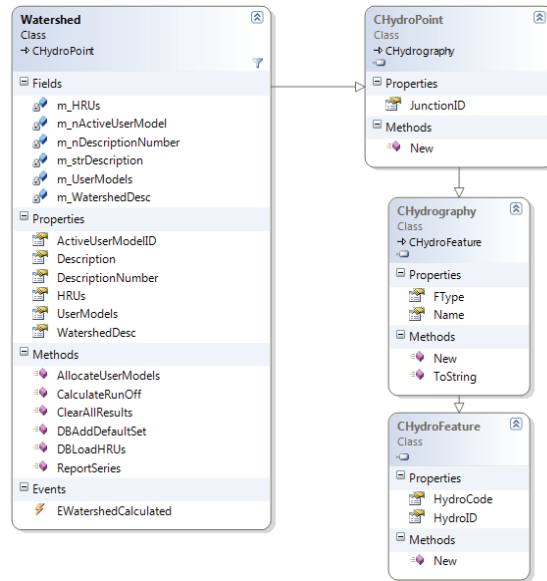 Watershed
Class
→ CHydroPoint
Fields
m_HRUs
m_nActiveUserModel
m_nDescriptionNumber
m_strDescription
m_UserModels
m_WatershedDesc
Properties
ActiveUserModelID
Description
DescriptionNumber
HRUs
UserModels
WatershedDesc
Methods
AllocateUserModels
CalculateRunOff
ClearAllResults
DBAddDefaultSet
DBLoadHRUs
ReportSeries
Events
EWatershedCalculated
CHydroPoint
Class
→ CHydrography
Properties
JunctionID
Methods
New
CHydrography
Class
→ CHydroFeature
Properties
FType
Name
Methods
New
ToString
CHydroFeature
Class
Properties
HydroCode
HydroID
Methods
New